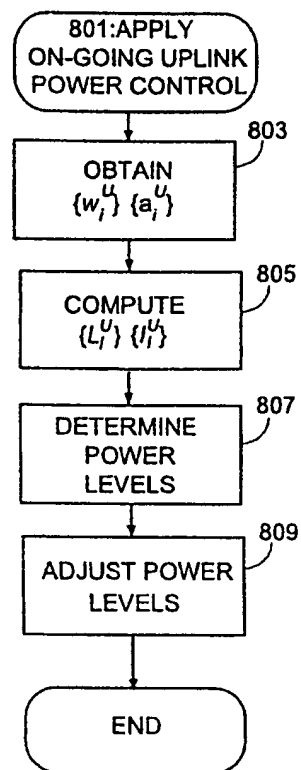 801:APPLY
ON-GOING UPLINK
POWER CONTROL
803
OBTAIN
{w_i^u} {a_i^u}
805
COMPUTE
{L_i^u} {I_i^u}
807
DETERMINE
POWER
LEVELS
809
ADJUST POWER
LEVELS
END